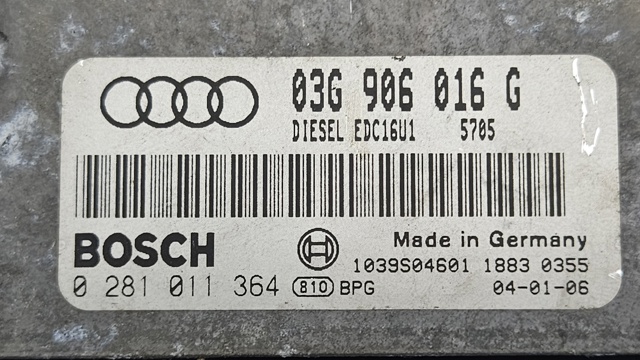 03G 906 016 G
DIESEL EDC16U1 5705
BOSCH
Made in Germany
1039S04601 1883 0355
0 281 011 364 810 BPG 04-01-06